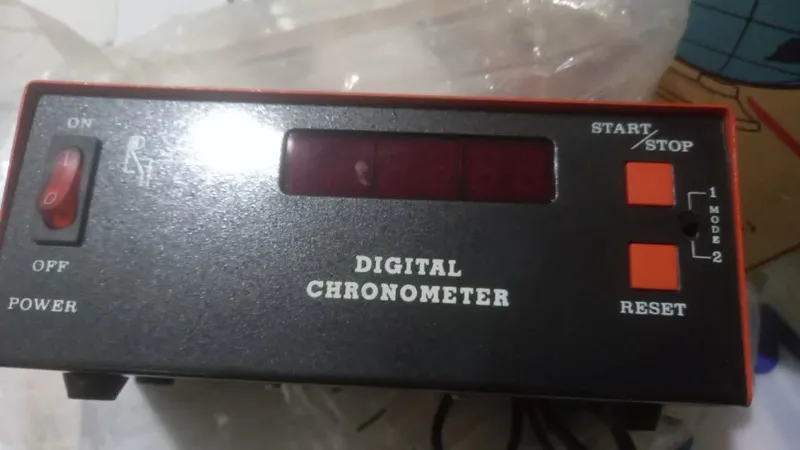 ON
I
O
OFF
POWER
DIGITAL
CHRONOMETER
START/STOP
1
MODE
2
RESET